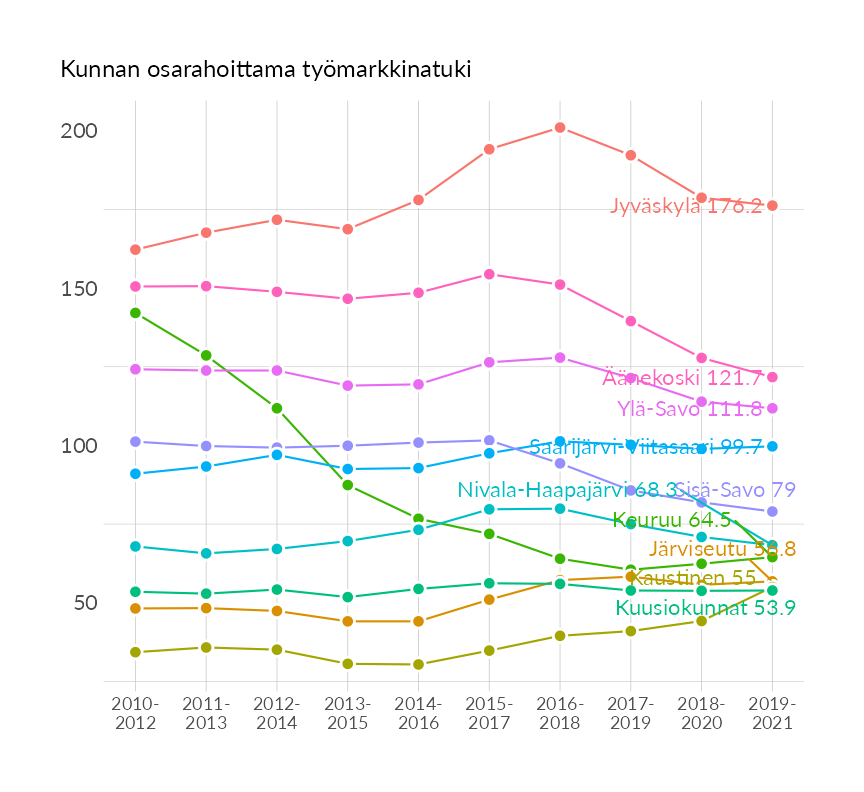 Kunnan osarahoittama työmarkkinatuki
200
150
100
50
Jyväskylä 176.2
Äänekoski 121.7
Ylä-Savo 111.8
Saarijärvi-Viitasaari 99.7
Nivala-Haapajärvi 68.3
Sisä-Savo 79
Keuruu 64.5
Järviseutu 56.8
Kaustinen 55
Kuusiokunnat 53.9
2010-
2012
2011-
2013
2012-
2014
2013-
2015
2014-
2016
2015-
2017
2016-
2018
2017-
2019
2018-
2020
2019-
2021